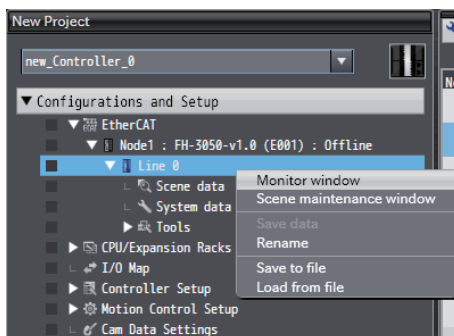 New Project
new_Controller_0
Configurations and Setup
EtherCAT
Node1 : FH-3050-v1.0 (E001) : Offline
Line 0
Scene data
System data
Tools
CPU/Expansion Racks
I/O Map
Controller Setup
Motion Control Setup
Cam Data Settings
Monitor window
Scene maintenance window
Save data
Rename
Save to file
Load from file